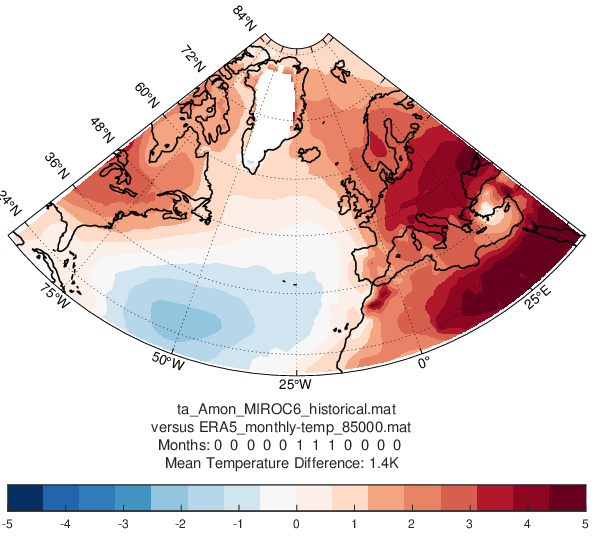 84°N
72°N
60°N
48°N
36°N
24°N
75°W
50°W
25°W
0°
25°E
ta_Amon_MIROC6_historical.mat
versus ERA5_monthly-temp_85000.mat
Months: 0 0 0 0 0 1 1 1 0 0 0 0
Mean Temperature Difference: 1.4K
-5 -4 -3 -2 -1 0 1 2 3 4 5